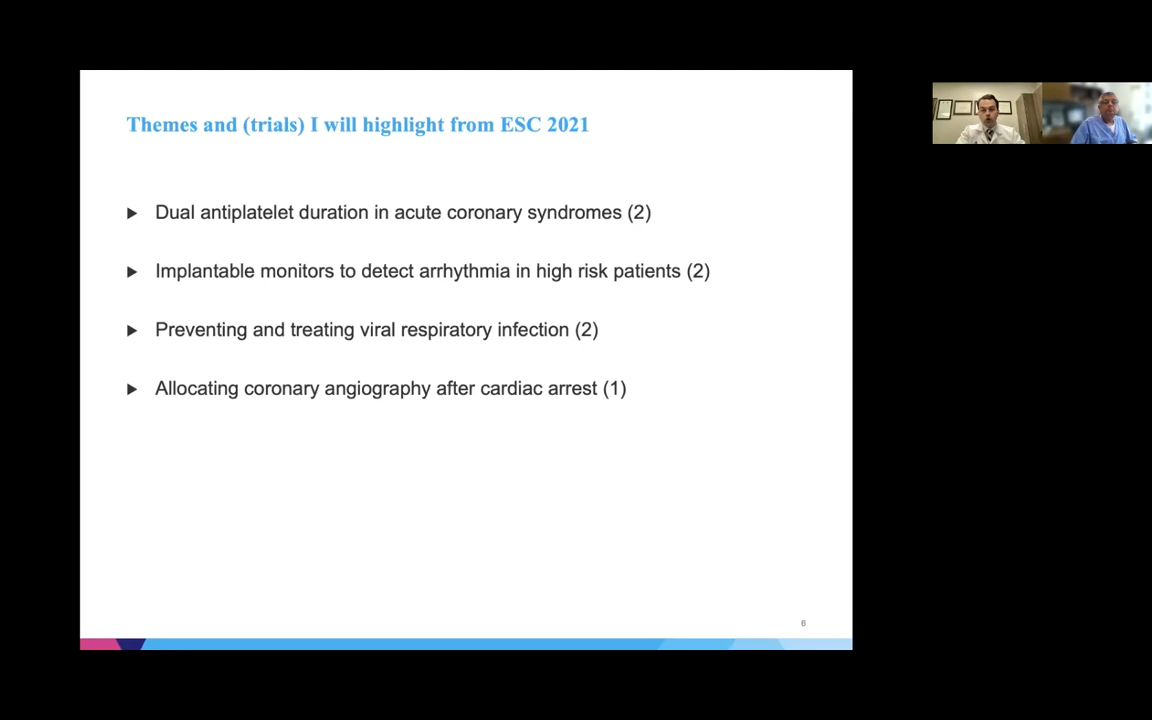 Themes and (trials) I will highlight from ESC 2021
Dual antiplatelet duration in acute coronary syndromes (2)
Implantable monitors to detect arrhythmia in high risk patients (2)
Preventing and treating viral respiratory infection (2)
Allocating coronary angiography after cardiac arrest (1)
6